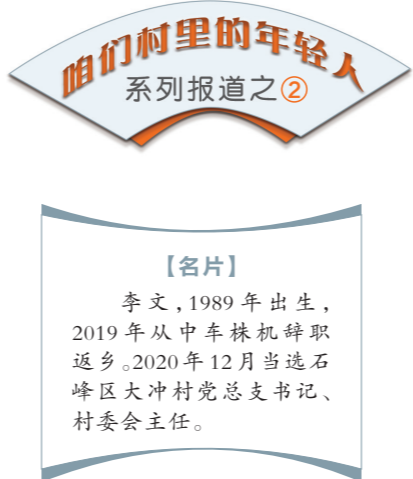 咱们村里的年轻人
系列报道之②
【名片】
李文，1989年出生，
2019年从中车株机辞职
返乡。2020年12月当选石
峰区大冲村党总支书记、
村委会主任。